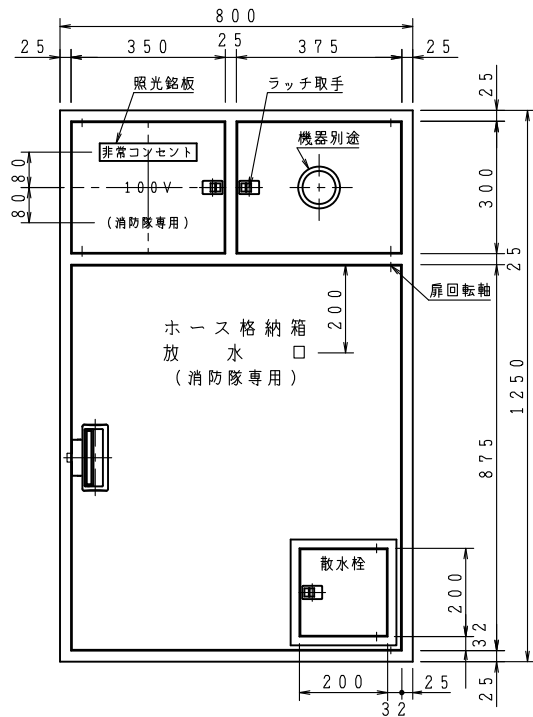 800
25 350 25 375 25
照光銘板
ラッチ取手
機器別途
非常コンセント
100V
(消防隊専用)
80 80
25
300
25
扉回転軸
200
ホース格納箱
放水口
(消防隊専用)
1250
875
散水栓
200
32
25
200
32
25